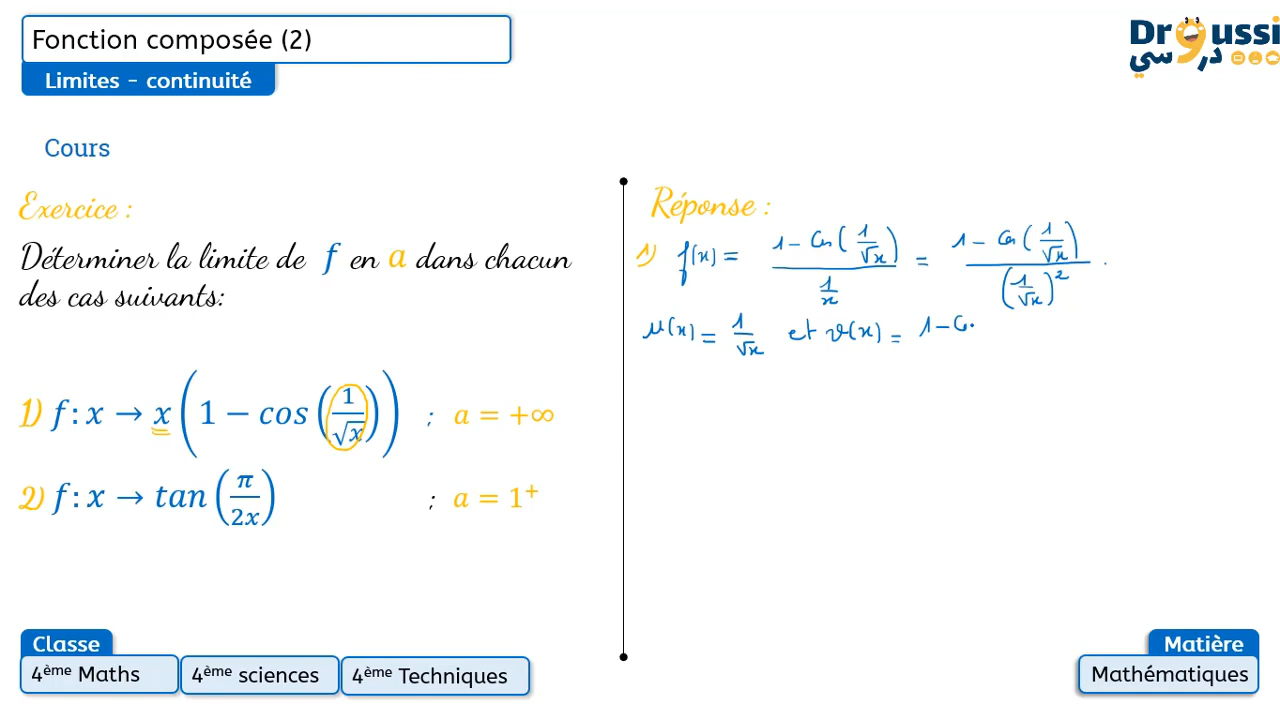 Fonction composée (2)
Limites - continuité
Droussi
درسي
Cours
Exercice :
Déterminer la limite de f en a dans chacun
des cas suivants:
1) f: x → x(1 − cos(1/√x)) ; a = +∞
2) f: x → tan(π/2x) ; a = 1⁺
Réponse :
1) f(x) = (1 − cos(1/√x))/(1/x) = (1 − cos(1/√x))/(1/√x)² .
u(x) = 1/√x et v(x) = 1 − co
Classe
4ème Maths
4ème sciences
4ème Techniques
Matière
Mathématiques